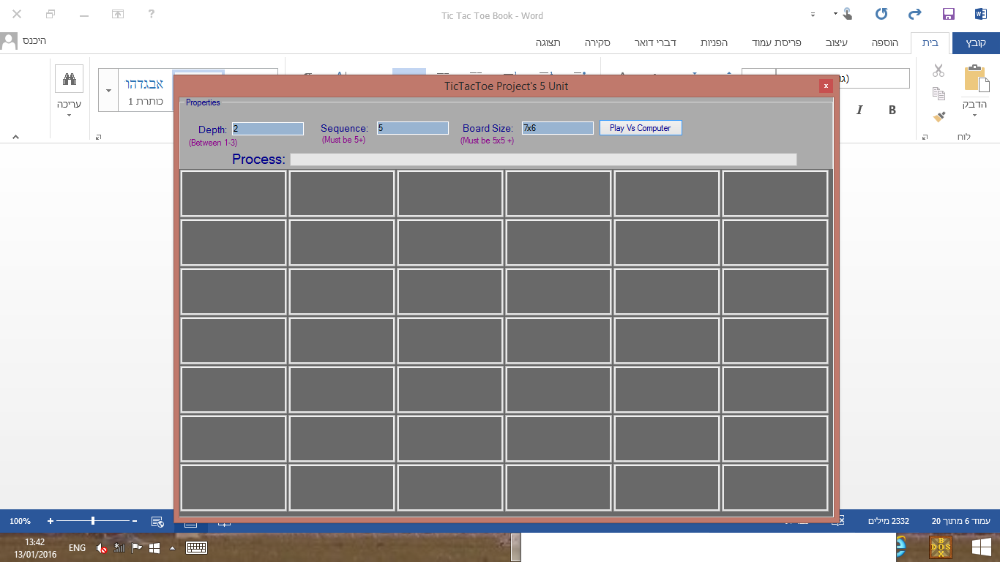 Tic Tac Toe Book - Word
?
קובץ
בית
הוספה
עיצוב
פריסת עמוד
הפניות
דברי דואר
סקירה
תצוגה
היכנס
הדבק
לוח
I
B
אבגדהו
כותרת 1
עריכה
TicTacToe Project's 5 Unit
x
Properties
Depth: 2
(Between 1-3)
Sequence: 5
(Must be 5+)
Board Size: 7x6
(Must be 5x5 +)
Play Vs Computer
Process:
עמוד 6 מתוך 20
2332 מילים
100%
13:42
13/01/2016
ENG
DOS
BOX